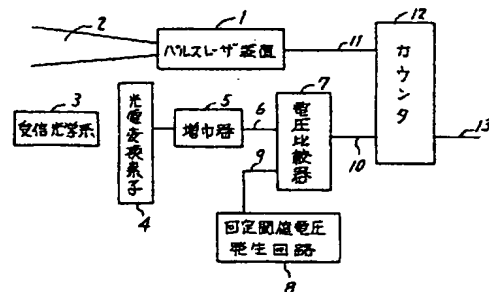 1
2
パルスレーザ装置
11
12
カウンタ
13
3
受信光学系
光電変換素子
4
5
増巾器
6
7
電圧比較器
9
10
固定閾値電圧
発生回路
8